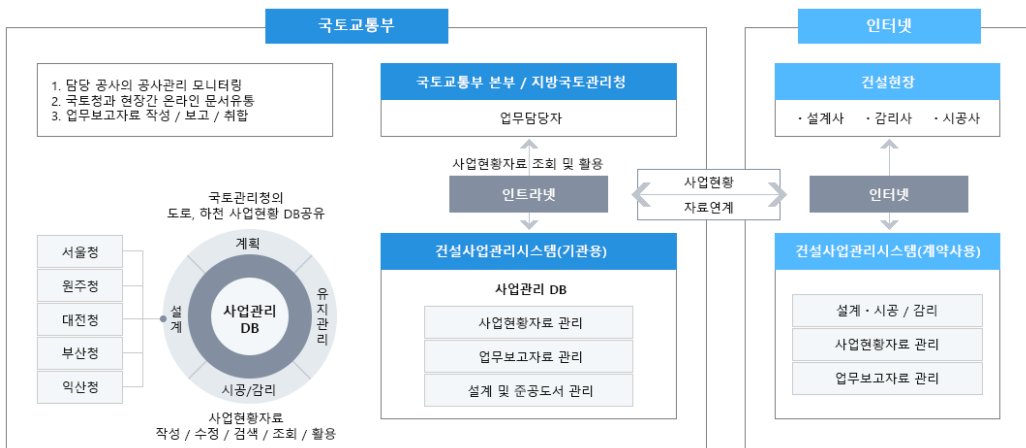 국토교통부
인터넷
1. 담당 공사의 공사관리 모니터링
2. 국토청과 현장간 온라인 문서유통
3. 업무보고자료 작성 / 보고 / 취합
국토교통부 본부 / 지방국토관리청
업무담당자
건설현장
· 설계사 · 감리사 · 시공사
사업현황자료 조회 및 활용
인트라넷
사업현황
자료연계
인터넷
국토관리청의
도로, 하천 사업현황 DB공유
서울청
원주청
대전청
부산청
익산청
계획
설계
유지관리
시공/감리
사업관리
DB
사업현황자료
작성 / 수정 / 검색 / 조회 / 활용
건설사업관리시스템(기관용)
사업관리 DB
사업현황자료 관리
업무보고자료 관리
설계 및 준공도서 관리
건설사업관리시스템(계약사용)
설계 · 시공 / 감리
사업현황자료 관리
업무보고자료 관리